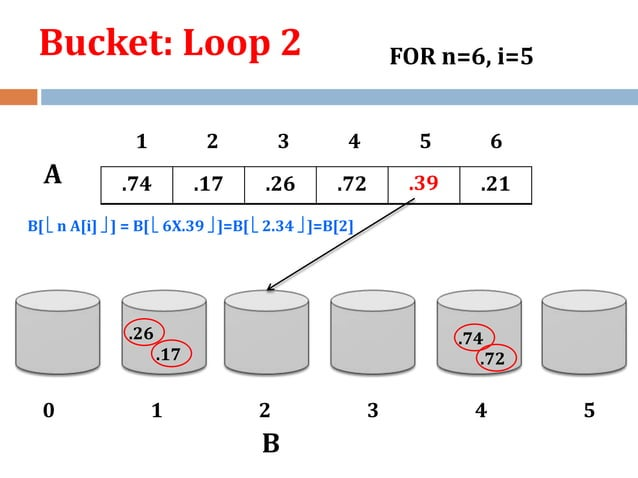 Bucket: Loop 2
FOR n=6, i=5
1 2 3 4 5 6
A
.74 .17 .26 .72 .39 .21
B[⎣ n A[i] ⎦] = B[⎣ 6X.39 ⎦]=B[⎣ 2.34 ⎦]=B[2]
.26
.17
.74
.72
0 1 2 3 4 5
B